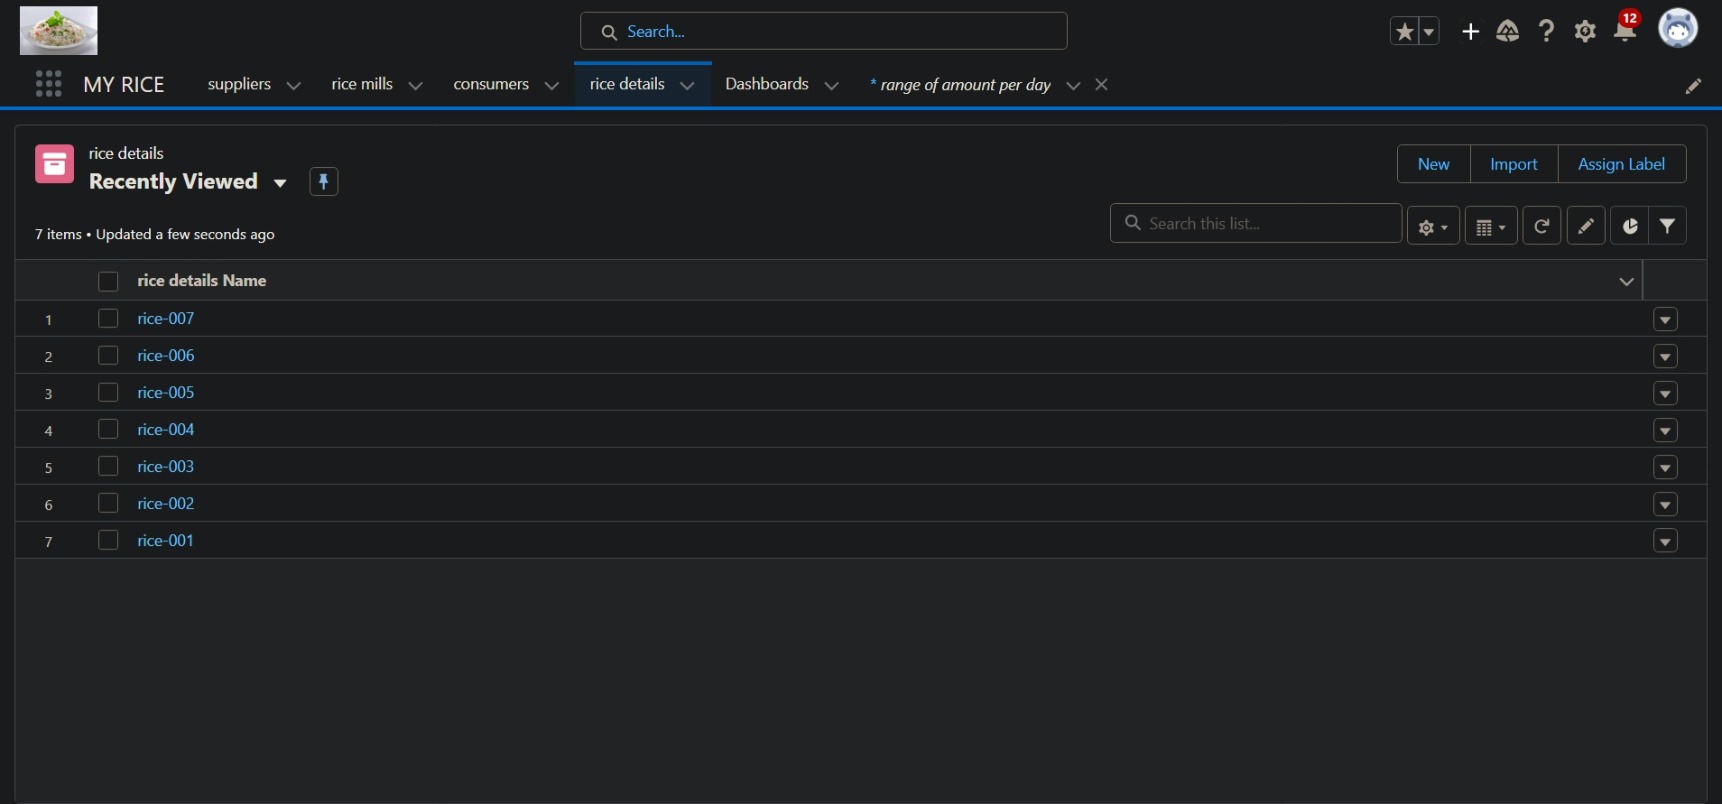 Search...
12
MY RICE
suppliers
rice mills
consumers
rice details
Dashboards
* range of amount per day
rice details
Recently Viewed
New
Import
Assign Label
7 items • Updated a few seconds ago
Search this list...
rice details Name
1 rice-007
2 rice-006
3 rice-005
4 rice-004
5 rice-003
6 rice-002
7 rice-001